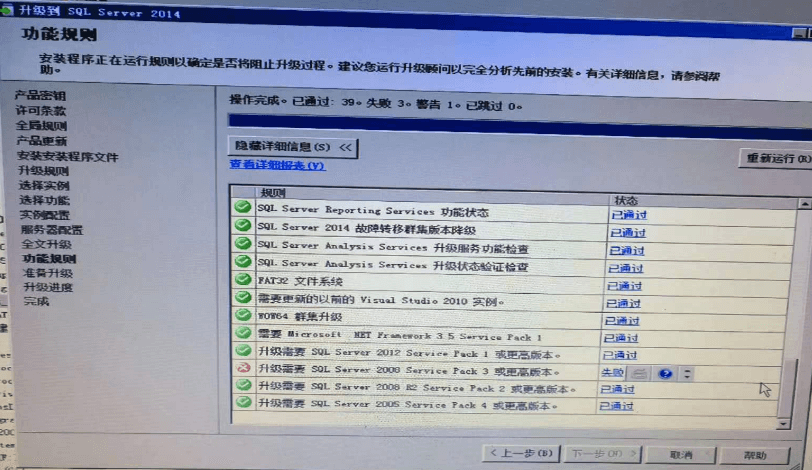 升级到 SQL Server 2014
功能规则
安装程序正在运行规则以确定是否将阻止升级过程。建议您运行升级顾问以完全分析先前的安装。有关详细信息，请参阅帮
助。
产品密钥
许可条款
全局规则
产品更新
安装安装程序文件
升级规则
选择实例
选择功能
实例配置
服务器配置
全文升级
功能规则
准备升级
升级进度
完成
操作完成。已通过: 39。失败 3。警告 1。已跳过 0。
隐藏详细信息(S) <<
重新运行(R)
查看详细报表(V)
规则 状态
SQL Server Reporting Services 功能状态 已通过
SQL Server 2014 故障转移群集版本降级 已通过
SQL Server Analysis Services 升级服务功能检查 已通过
SQL Server Analysis Services 升级状态验证检查 已通过
FAT32 文件系统 已通过
需要更新的以前的 Visual Studio 2010 实例。 已通过
WOW64 群集升级 已通过
需要 Microsoft .NET Framework 3.5 Service Pack 1 已通过
升级需要 SQL Server 2012 Service Pack 1 或更高版本。 已通过
升级需要 SQL Server 2008 Service Pack 3 或更高版本。 失败
升级需要 SQL Server 2008 R2 Service Pack 2 或更高版本。 已通过
升级需要 SQL Server 2005 Service Pack 4 或更高版本。 已通过
< 上一步(B) 下一步(N) > 取消 帮助